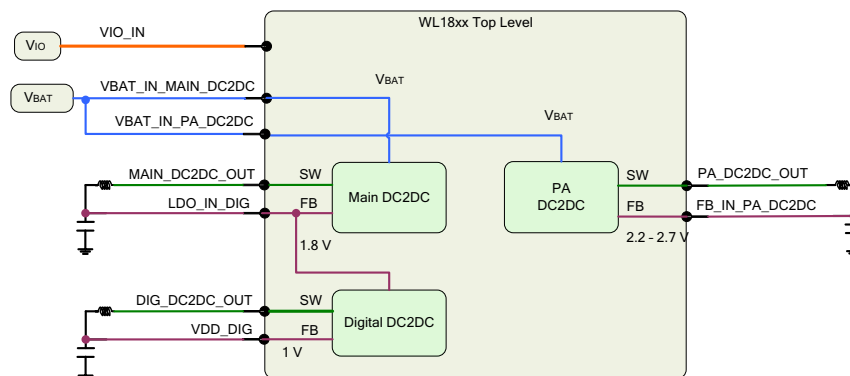 WL18xx Top Level
VIO
VIO_IN
VBAT
VBAT_IN_MAIN_DC2DC
VBAT
VBAT_IN_PA_DC2DC
VBAT
MAIN_DC2DC_OUT
SW
Main DC2DC
LDO_IN_DIG
FB
1.8 V
PA
DC2DC
SW
PA_DC2DC_OUT
FB
FB_IN_PA_DC2DC
2.2 - 2.7 V
DIG_DC2DC_OUT
SW
Digital DC2DC
VDD_DIG
FB
1 V